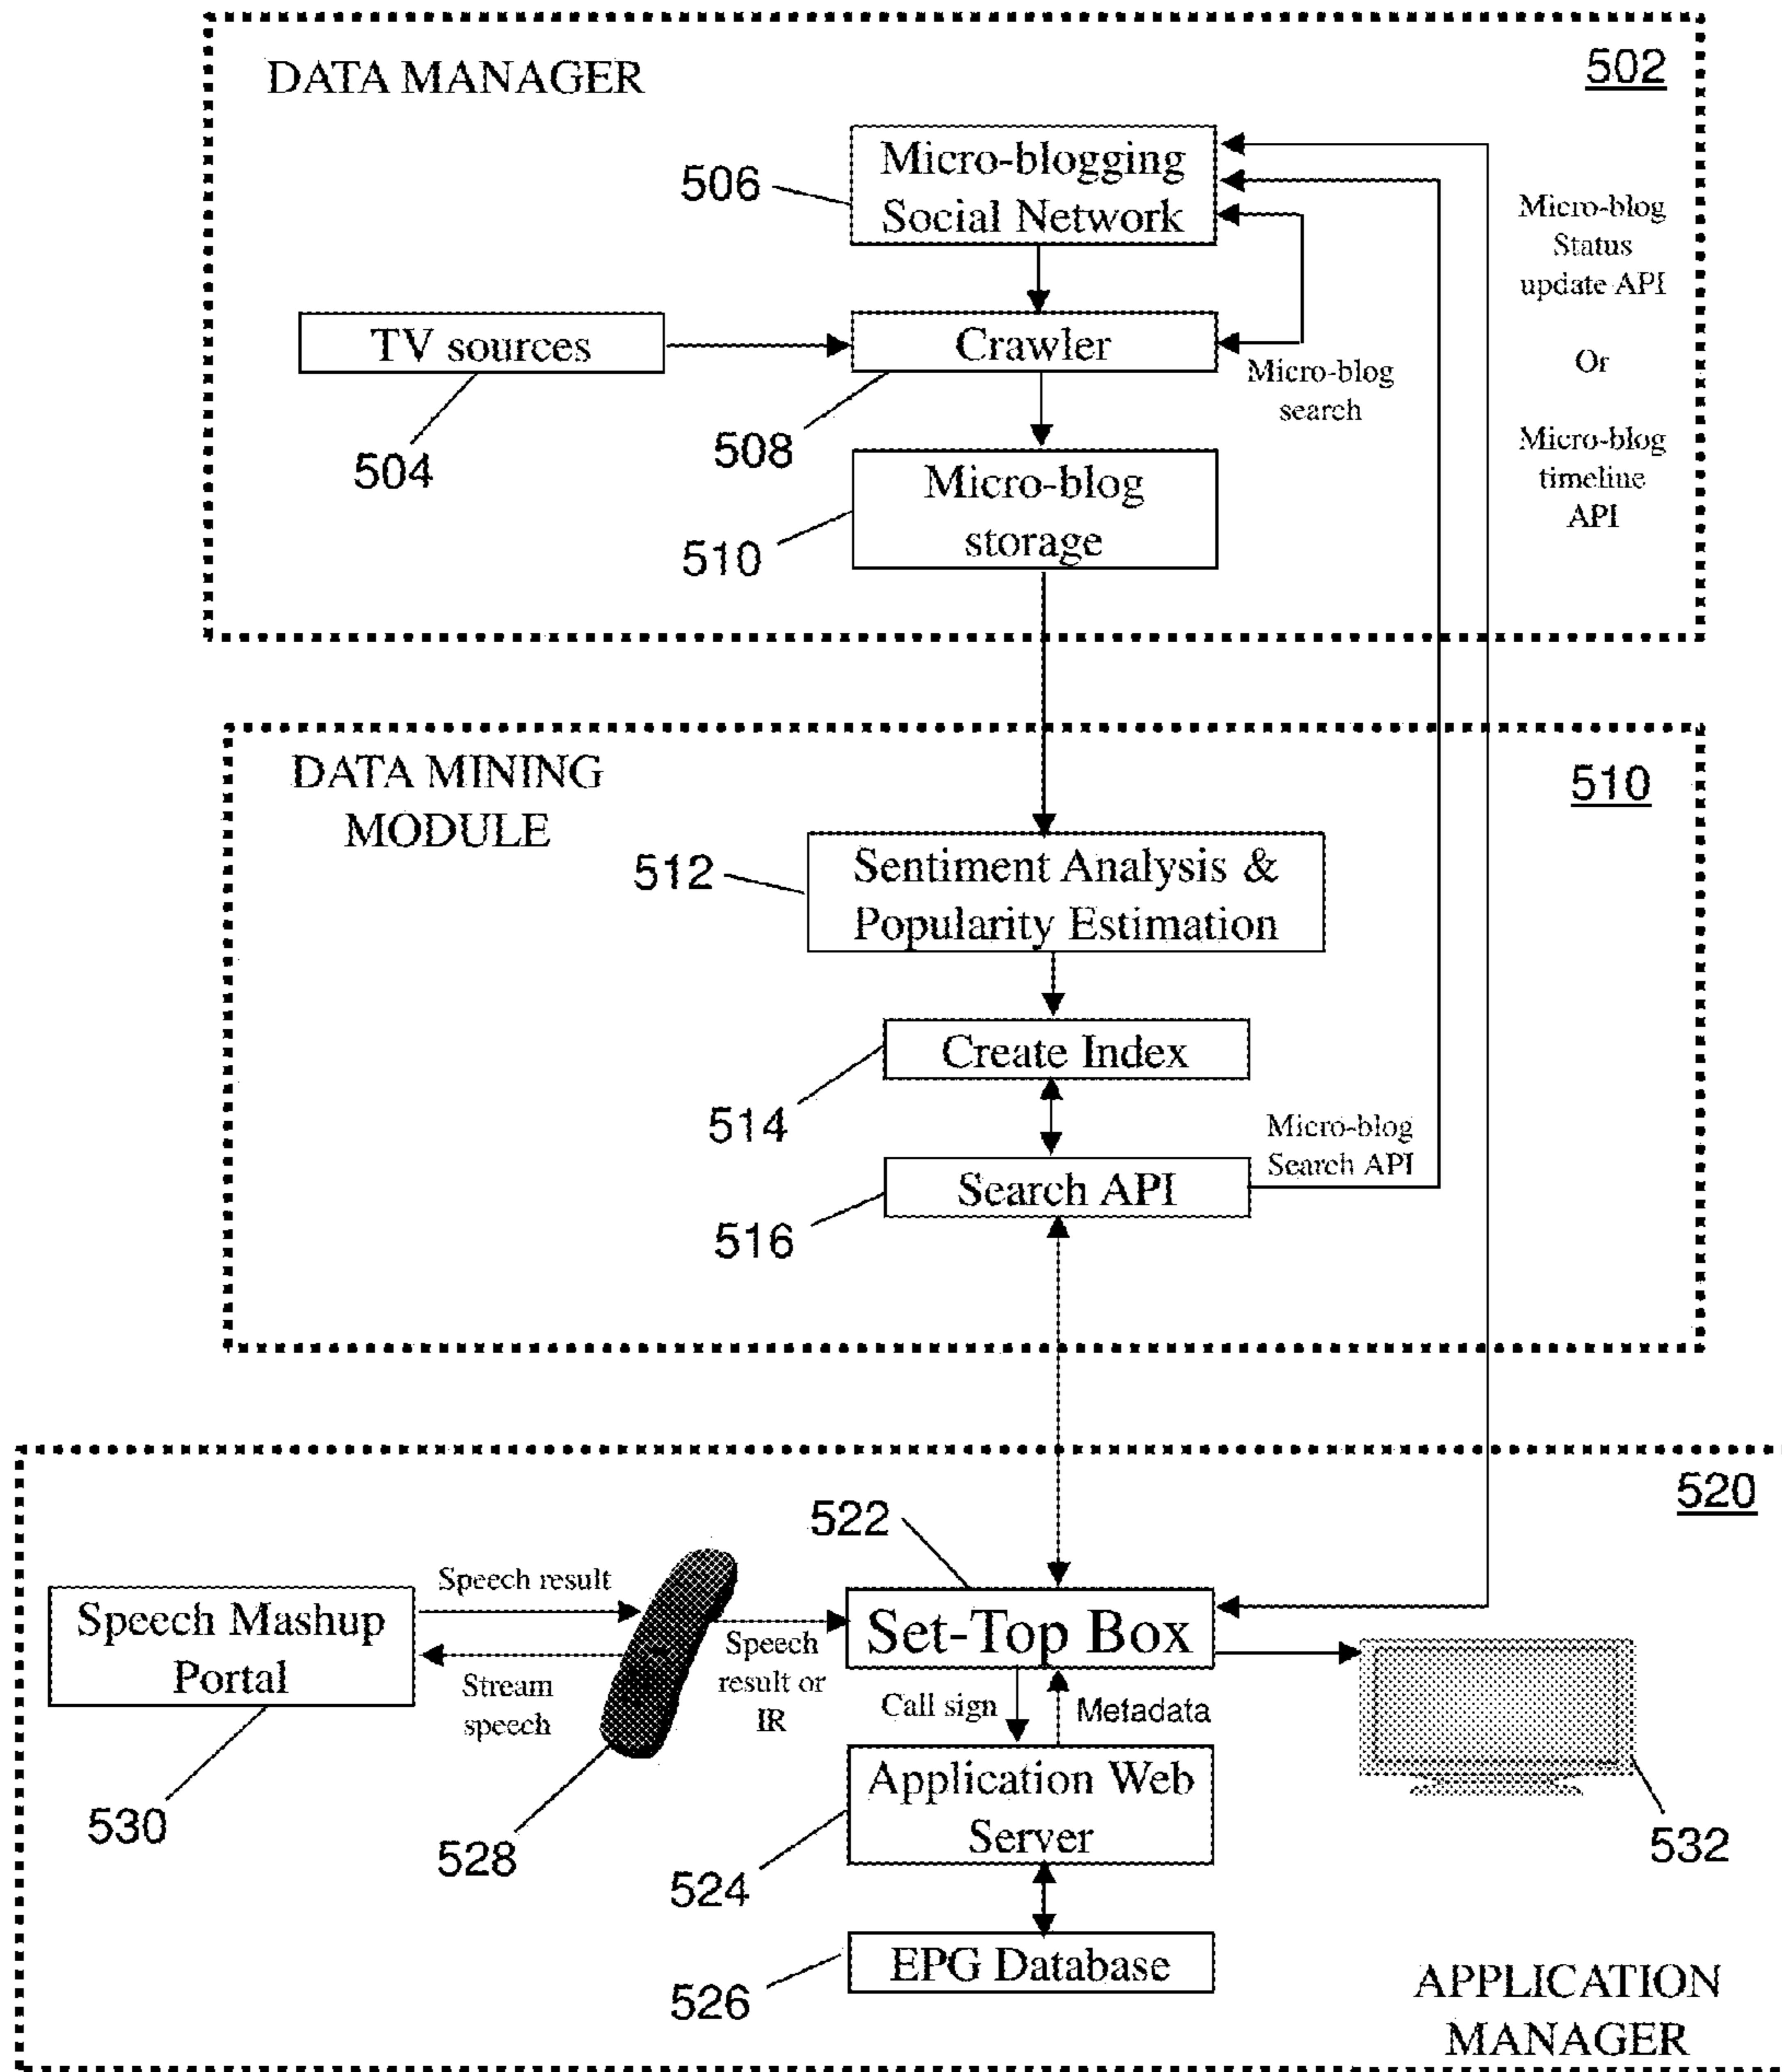 DATA MANAGER
502
506
Micro-blogging
Social Network
Micro-blog
Status
update API
Or
Micro-blog
timeline
API
TV sources
504
Crawler
508
Micro-blog
search
Micro-blog
storage
510
DATA MINING
MODULE
510
512
Sentiment Analysis &
Popularity Estimation
Create Index
514
Micro-blog
Search API
Search API
516
520
522
Speech Mashup
Portal
530
Speech result
Stream
speech
528
Speech
result or
IR
Set-Top Box
Call sign
Metadata
Application Web
Server
524
532
EPG Database
526
APPLICATION
MANAGER